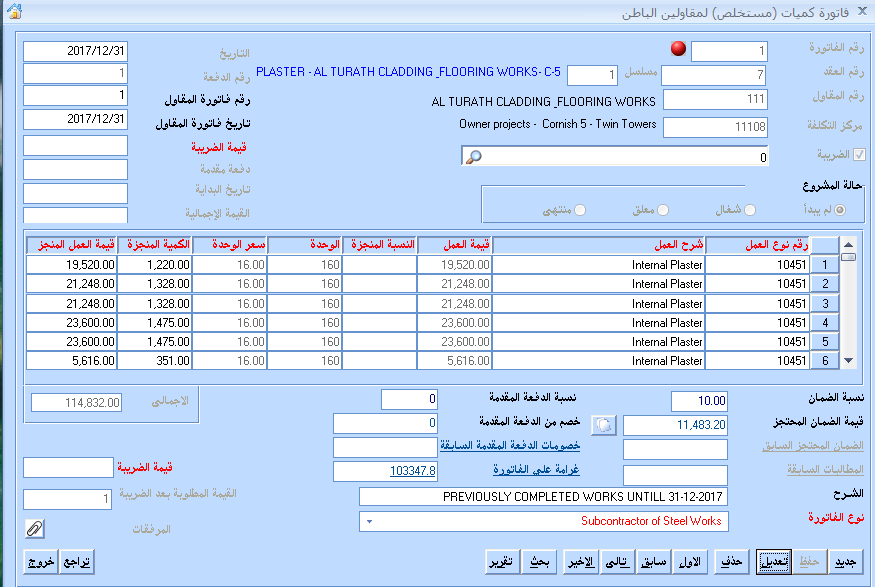 فاتورة كميات (مستخلص) لمقاولين الباطن
رقم الفاتورة 1 التاريخ 2017/12/31
رقم العقد 7 مسلسل 1 PLASTER - AL TURATH CLADDING _FLOORING WORKS- C-5 رقم الدفعة 1
رقم المقاول 111 AL TURATH CLADDING _FLOORING WORKS رقم فاتورة المقاول 1
مركز التكلفة 11108 Owner projects - Cornish 5 - Twin Towers تاريخ فاتورة المقاول 2017/12/31
الضريبة 0 قيمة الضريبة
دفعة مقدمة
حالة المشروع تاريخ البداية
لم يبدأ شغال معلق منتهى القيمة الإجمالية
رقم نوع العمل شرح العمل قيمة العمل النسبة المنجزة الوحدة سعر الوحدة الكمية المنجزة قيمة العمل المنجز
1 10451 Internal Plaster 19,520.00 160 16.00 1,220.00 19,520.00
2 10451 Internal Plaster 21,248.00 160 16.00 1,328.00 21,248.00
3 10451 Internal Plaster 21,248.00 160 16.00 1,328.00 21,248.00
4 10451 Internal Plaster 23,600.00 160 16.00 1,475.00 23,600.00
5 10451 Internal Plaster 23,600.00 160 16.00 1,475.00 23,600.00
6 10451 Internal Plaster 5,616.00 160 16.00 351.00 5,616.00
نسبة الضمان 10.00 نسبة الدفعة المقدمة 0 الاجمالى 114,832.00
قيمة الضمان المحتجز 11,483.20 خصم من الدفعة المقدمة 0
الضمان المحتجز السابق خصومات الدفعة المقدمة السابقة
المطالبات السابقة غرامة علي الفاتورة 103347.8 قيمة الضريبة
الشرح PREVIOUSLY COMPLETED WORKS UNTILL 31-12-2017 القيمة المطلوبة بعد الضريبة 1
نوع الفاتورة Subcontractor of Steel Works المرفقات
جديد حفظ تعديل حذف الاول سابق تالى الاخير بحث تقرير تراجع خروج